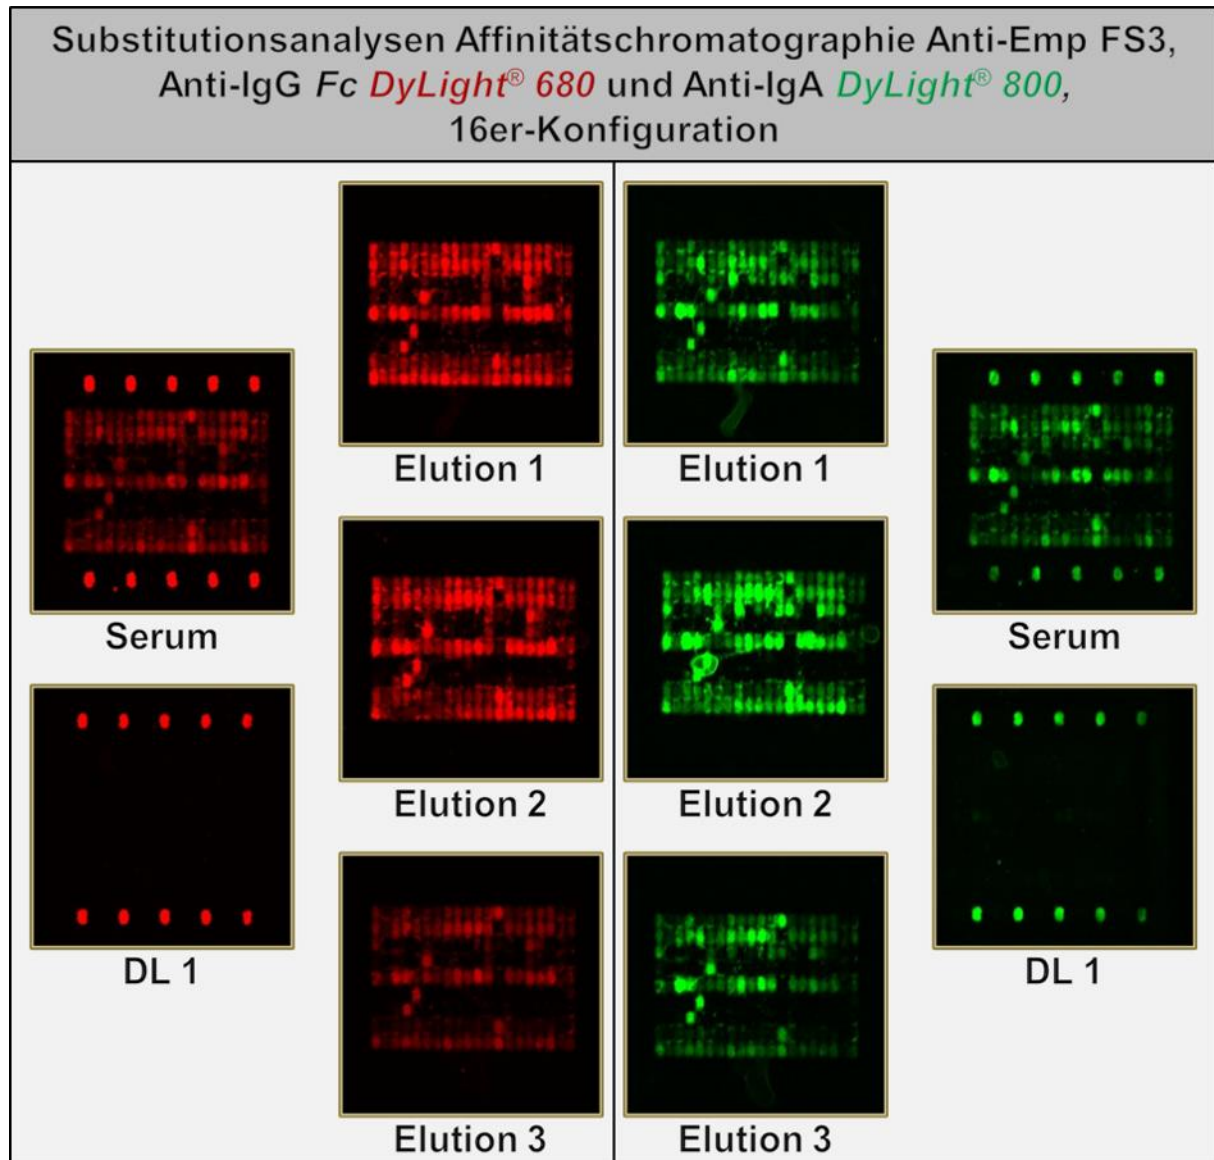 Substitutionsanalysen Affinitätschromatographie Anti-Emp FS3,
Anti-IgG Fc DyLight® 680 und Anti-IgA DyLight® 800,
16er-Konfiguration
Elution 1
Elution 1
Serum
Serum
Elution 2
Elution 2
DL 1
DL 1
Elution 3
Elution 3